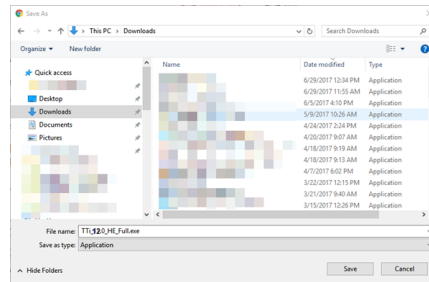 Save As
This PC > Downloads
Search Downloads
Organize
New folder
Name
Date modified
Type
Quick access
Desktop
Downloads
Documents
Pictures
6/29/2017 12:34 PM Application
6/29/2017 11:55 AM Application
6/5/2017 4:10 PM Application
5/9/2017 10:26 AM Application
4/24/2017 2:24 PM Application
4/20/2017 9:07 AM Application
4/18/2017 9:19 AM Application
4/18/2017 9:13 AM Application
4/7/2017 6:02 PM Application
3/22/2017 12:15 PM Application
3/21/2017 9:40 AM Application
3/15/2017 12:26 PM Application
File name: TTi_12.0_HE_Full.exe
Save as type: Application
Hide Folders
Save
Cancel